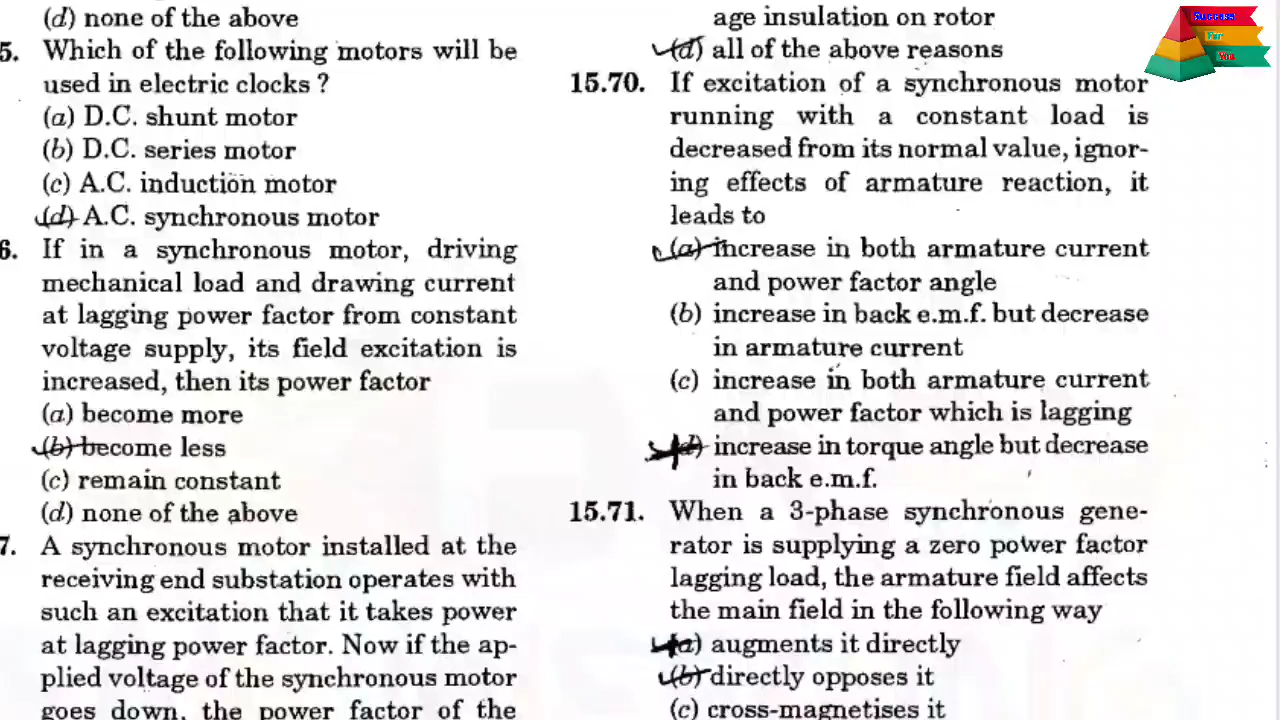 (d) none of the above
5. Which of the following motors will be
used in electric clocks ?
(a) D.C. shunt motor
(b) D.C. series motor
(c) A.C. induction motor
(d) A.C. synchronous motor
6. If in a synchronous motor, driving
mechanical load and drawing current
at lagging power factor from constant
voltage supply, its field excitation is
increased, then its power factor
(a) become more
(b) become less
(c) remain constant
(d) none of the above
7. A synchronous motor installed at the
receiving end substation operates with
such an excitation that it takes power
at lagging power factor. Now if the ap-
plied voltage of the synchronous motor
goes down, the power factor of the
age insulation on rotor
(d) all of the above reasons
15.70. If excitation of a synchronous motor
running with a constant load is
decreased from its normal value, ignor-
ing effects of armature reaction, it
leads to
(a) increase in both armature current
and power factor angle
(b) increase in back e.m.f. but decrease
in armature current
(c) increase in both armature current
and power factor which is lagging
(d) increase in torque angle but decrease
in back e.m.f.
15.71. When a 3-phase synchronous gene-
rator is supplying a zero power factor
lagging load, the armature field affects
the main field in the following way
(a) augments it directly
(b) directly opposes it
(c) cross-magnetises it
Success
For
You